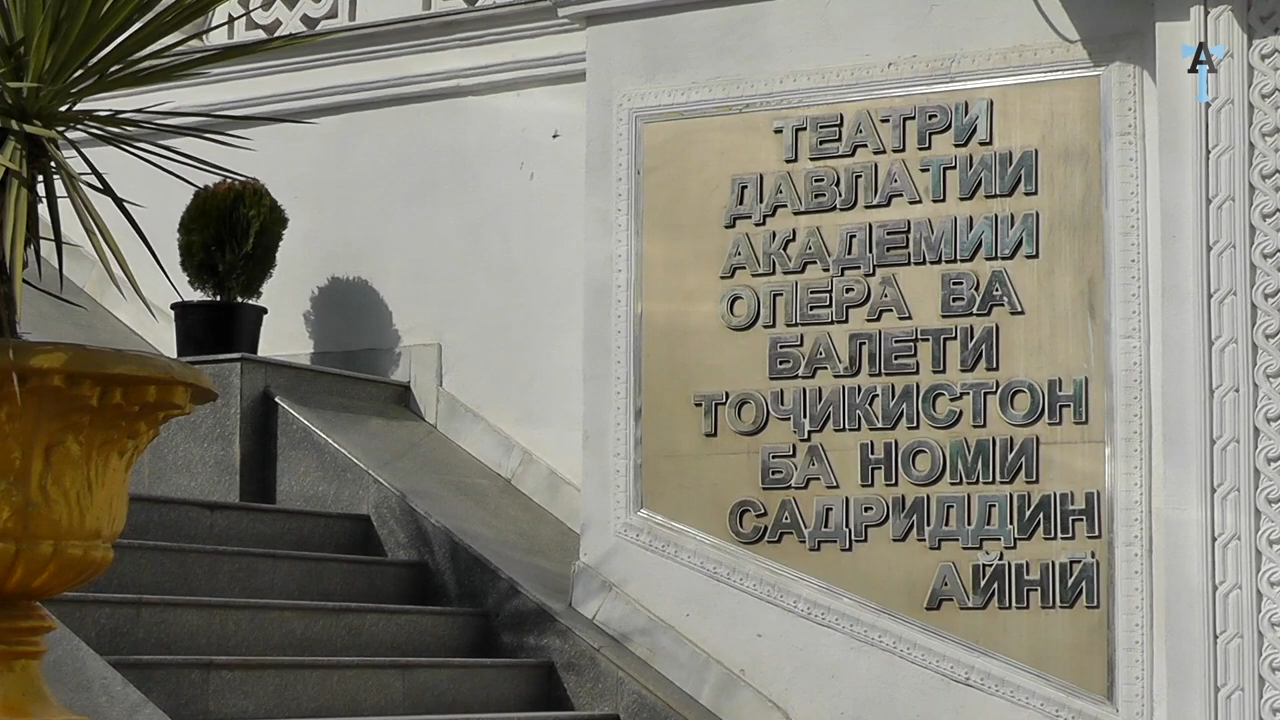 ТЕАТРИ
ДАВЛАТИИ
АКАДЕМИИ
ОПЕРА ВА
БАЛЕТИ
ТОҶИКИСТОН
БА НОМИ
САДРИДДИН
АЙНӢ